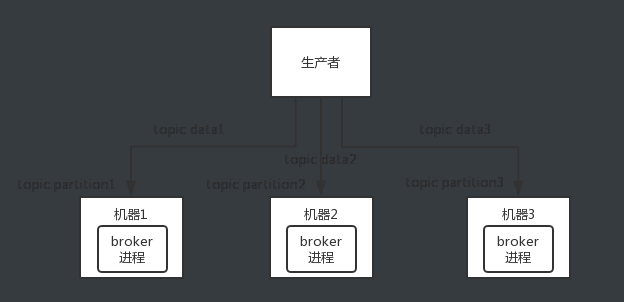 生产者
topic data1
topic data3
topic data2
topic partition1
topic partition2
topic partition3
机器1
机器2
机器3
broker
进程
broker
进程
broker
进程